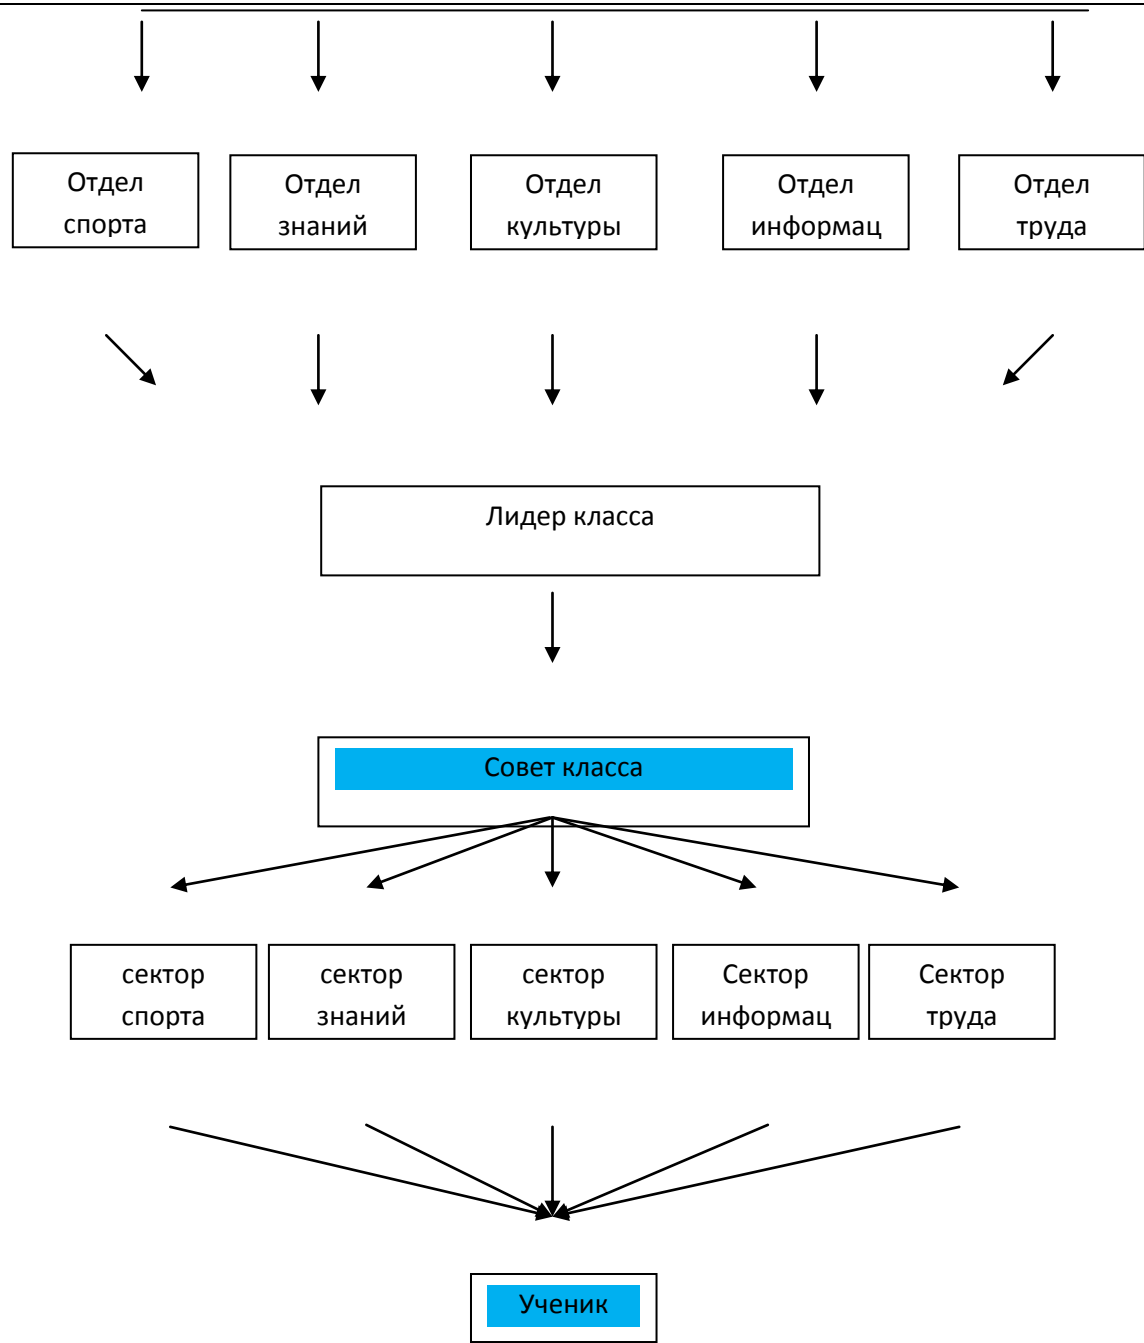 Отдел
спорта
Отдел
знаний
Отдел
культуры
Отдел
информац
Отдел
труда
Лидер класса
Совет класса
сектор
спорта
сектор
знаний
сектор
культуры
Сектор
информац
Сектор
труда
Ученик